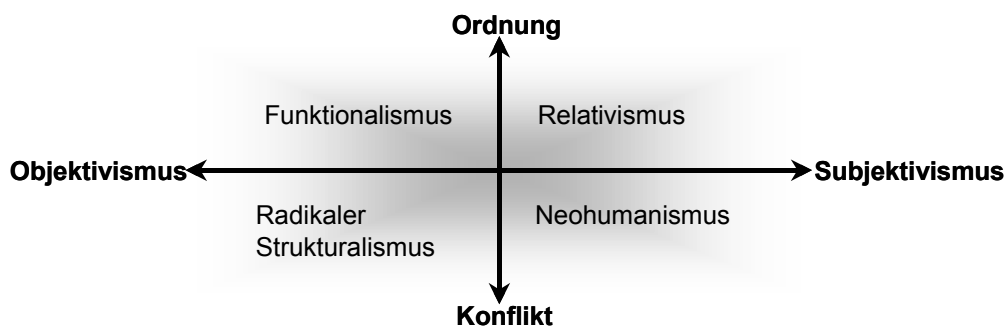 Ordnung
Funktionalismus
Relativismus
Objektivismus
Subjektivismus
Radikaler
Strukturalismus
Neohumanismus
Konflikt